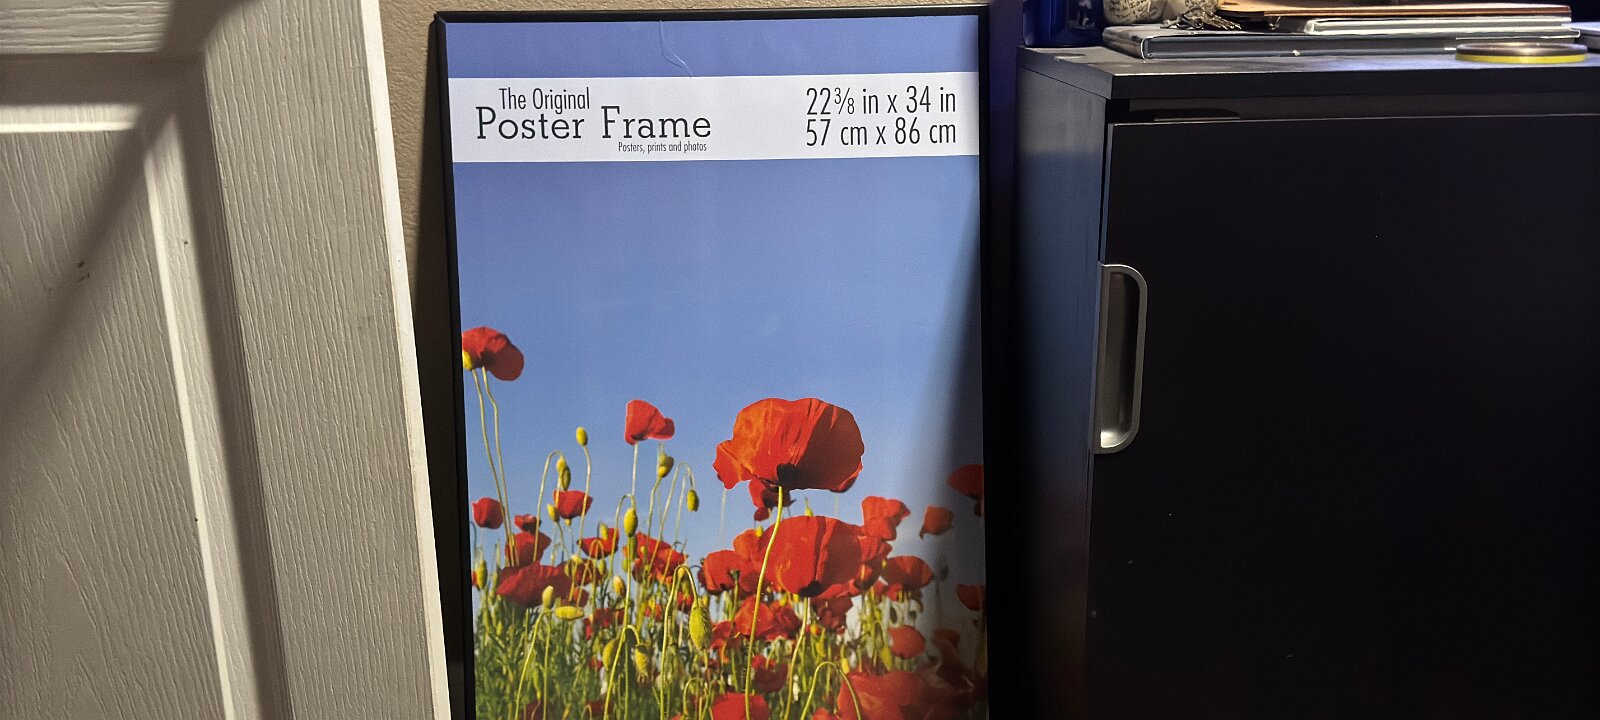 The Original
Poster Frame
Posters, prints and photos
22⅜ in x 34 in
57 cm x 86 cm